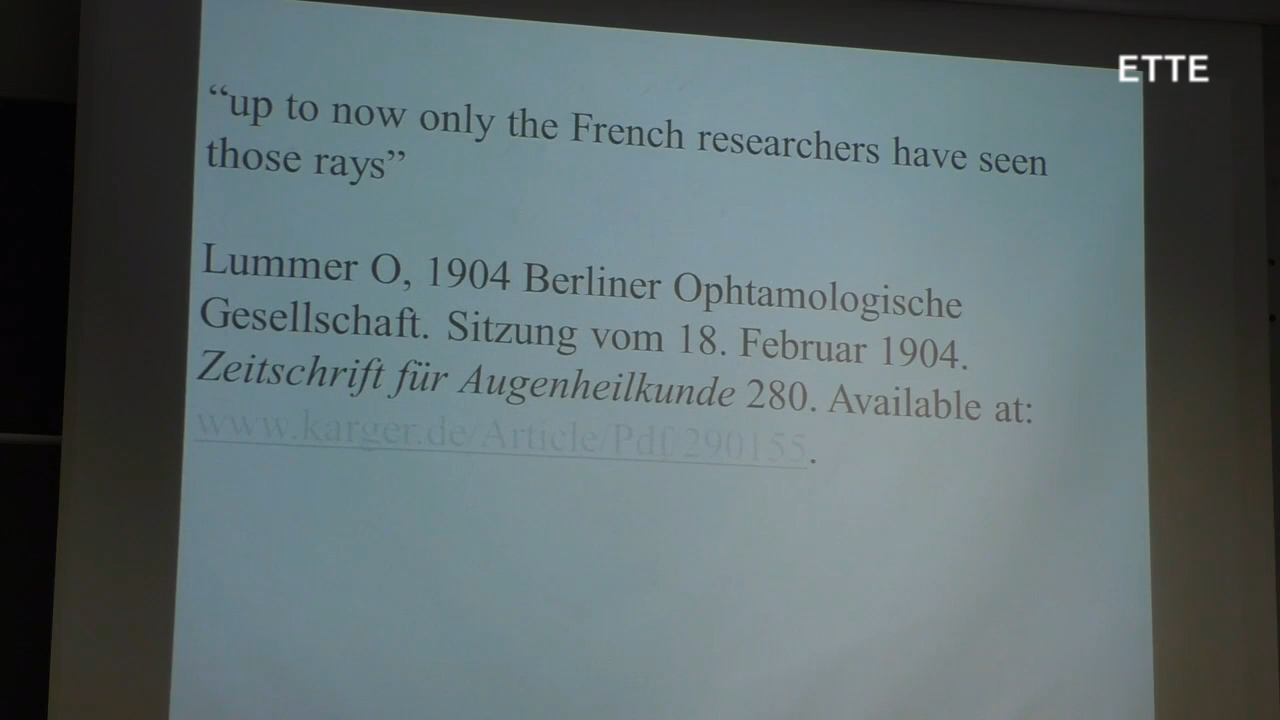 ETTE
“up to now only the French researchers have seen
those rays”
Lummer O, 1904 Berliner Ophtamologische
Gesellschaft. Sitzung vom 18. Februar 1904.
Zeitschrift für Augenheilkunde 280. Available at:
www.karger.de/Article/Pdf/290155.